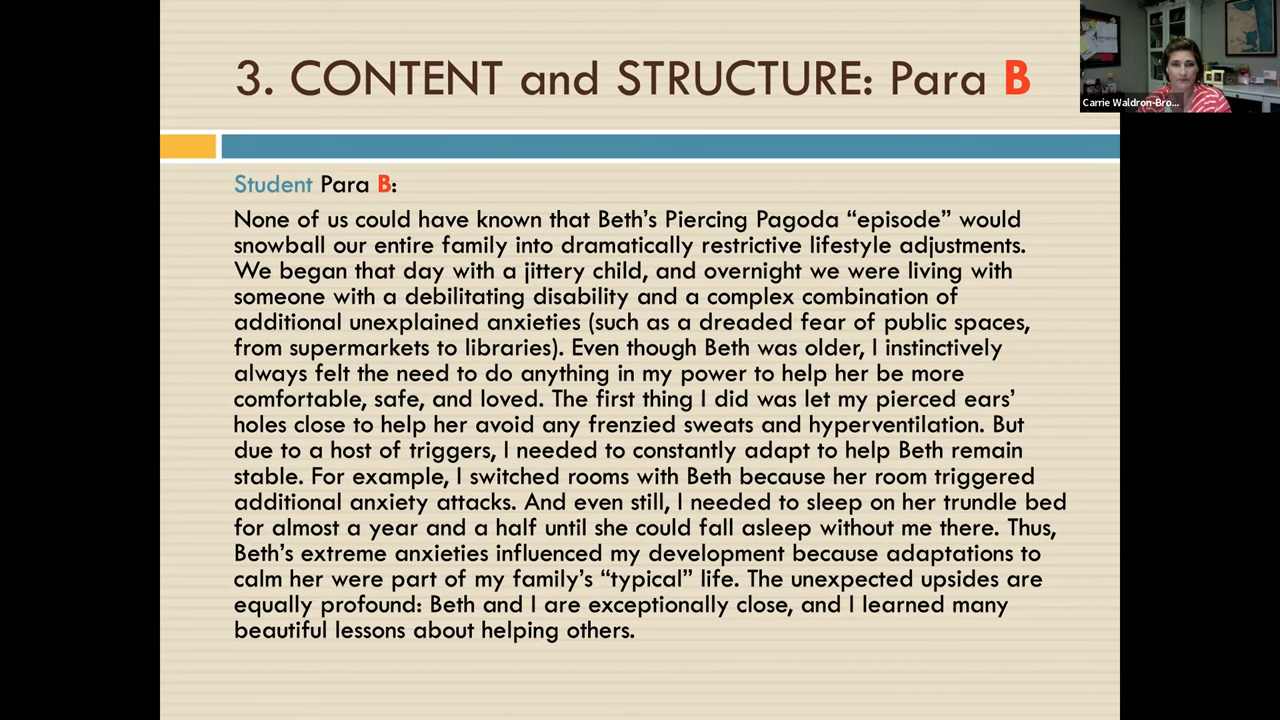 3. CONTENT and STRUCTURE: Para B
Carrie Waldron-Bro...
Student Para B:
None of us could have known that Beth's Piercing Pagoda “episode” would
snowball our entire family into dramatically restrictive lifestyle adjustments.
We began that day with a jittery child, and overnight we were living with
someone with a debilitating disability and a complex combination of
additional unexplained anxieties (such as a dreaded fear of public spaces,
from supermarkets to libraries). Even though Beth was older, I instinctively
always felt the need to do anything in my power to help her be more
comfortable, safe, and loved. The first thing I did was let my pierced ears’
holes close to help her avoid any frenzied sweats and hyperventilation. But
due to a host of triggers, I needed to constantly adapt to help Beth remain
stable. For example, I switched rooms with Beth because her room triggered
additional anxiety attacks. And even still, I needed to sleep on her trundle bed
for almost a year and a half until she could fall asleep without me there. Thus,
Beth’s extreme anxieties influenced my development because adaptations to
calm her were part of my family’s “typical” life. The unexpected upsides are
equally profound: Beth and I are exceptionally close, and I learned many
beautiful lessons about helping others.